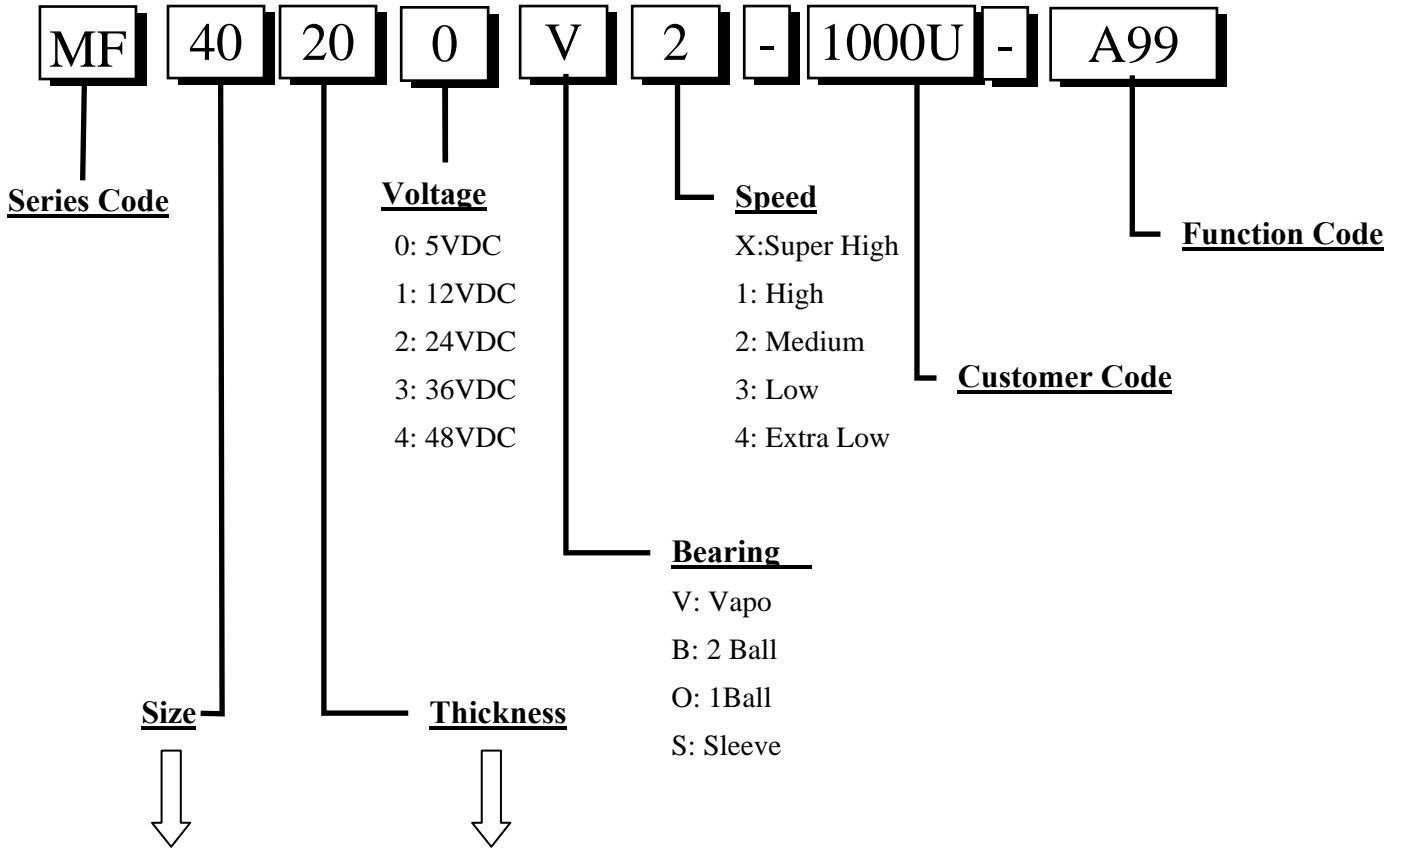 MF 40 20 0 V 2 - 1000U - A99
Series Code
Voltage
0: 5VDC
1: 12VDC
2: 24VDC
3: 36VDC
4: 48VDC
Speed
X:Super High
1: High
2: Medium
3: Low
4: Extra Low
Function Code
Customer Code
Bearing
V: Vapo
B: 2 Ball
O: 1Ball
S: Sleeve
Size
Thickness